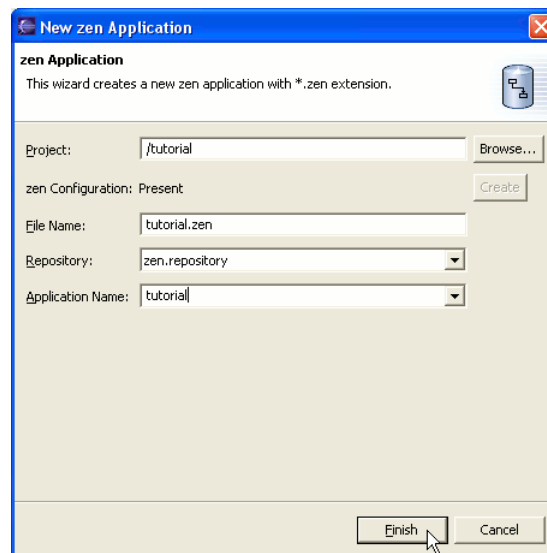 New zen Application
zen Application
This wizard creates a new zen application with *.zen extension.
Project: /tutorial Browse...
zen Configuration: Present Create
File Name: tutorial.zen
Repository: zen.repository
Application Name: tutorial
Finish Cancel